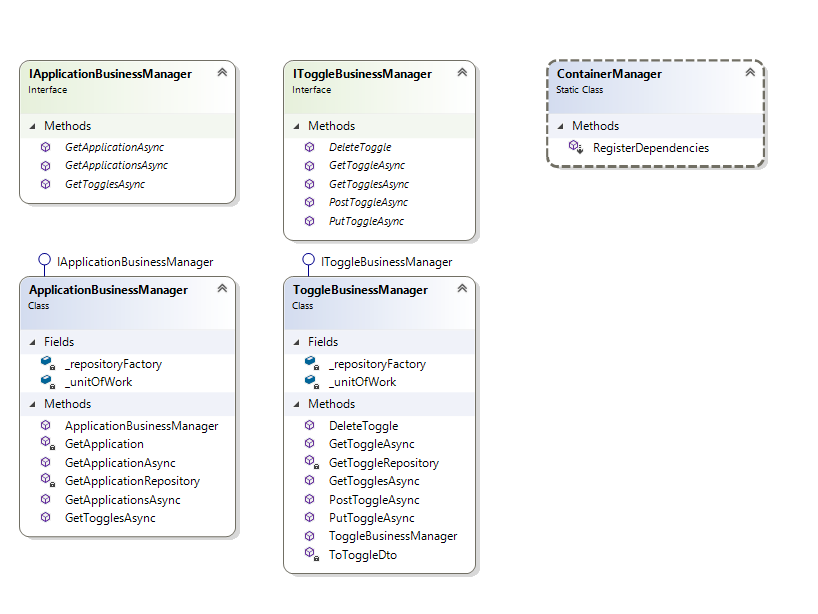 IApplicationBusinessManager
Interface
Methods
GetApplicationAsync
GetApplicationsAsync
GetTogglesAsync
IToggleBusinessManager
Interface
Methods
DeleteToggle
GetToggleAsync
GetTogglesAsync
PostToggleAsync
PutToggleAsync
ContainerManager
Static Class
Methods
RegisterDependencies
IApplicationBusinessManager
ApplicationBusinessManager
Class
Fields
_repositoryFactory
_unitOfWork
Methods
ApplicationBusinessManager
GetApplication
GetApplicationAsync
GetApplicationRepository
GetApplicationsAsync
GetTogglesAsync
IToggleBusinessManager
ToggleBusinessManager
Class
Fields
_repositoryFactory
_unitOfWork
Methods
DeleteToggle
GetToggleAsync
GetToggleRepository
GetTogglesAsync
PostToggleAsync
PutToggleAsync
ToggleBusinessManager
ToToggleDto